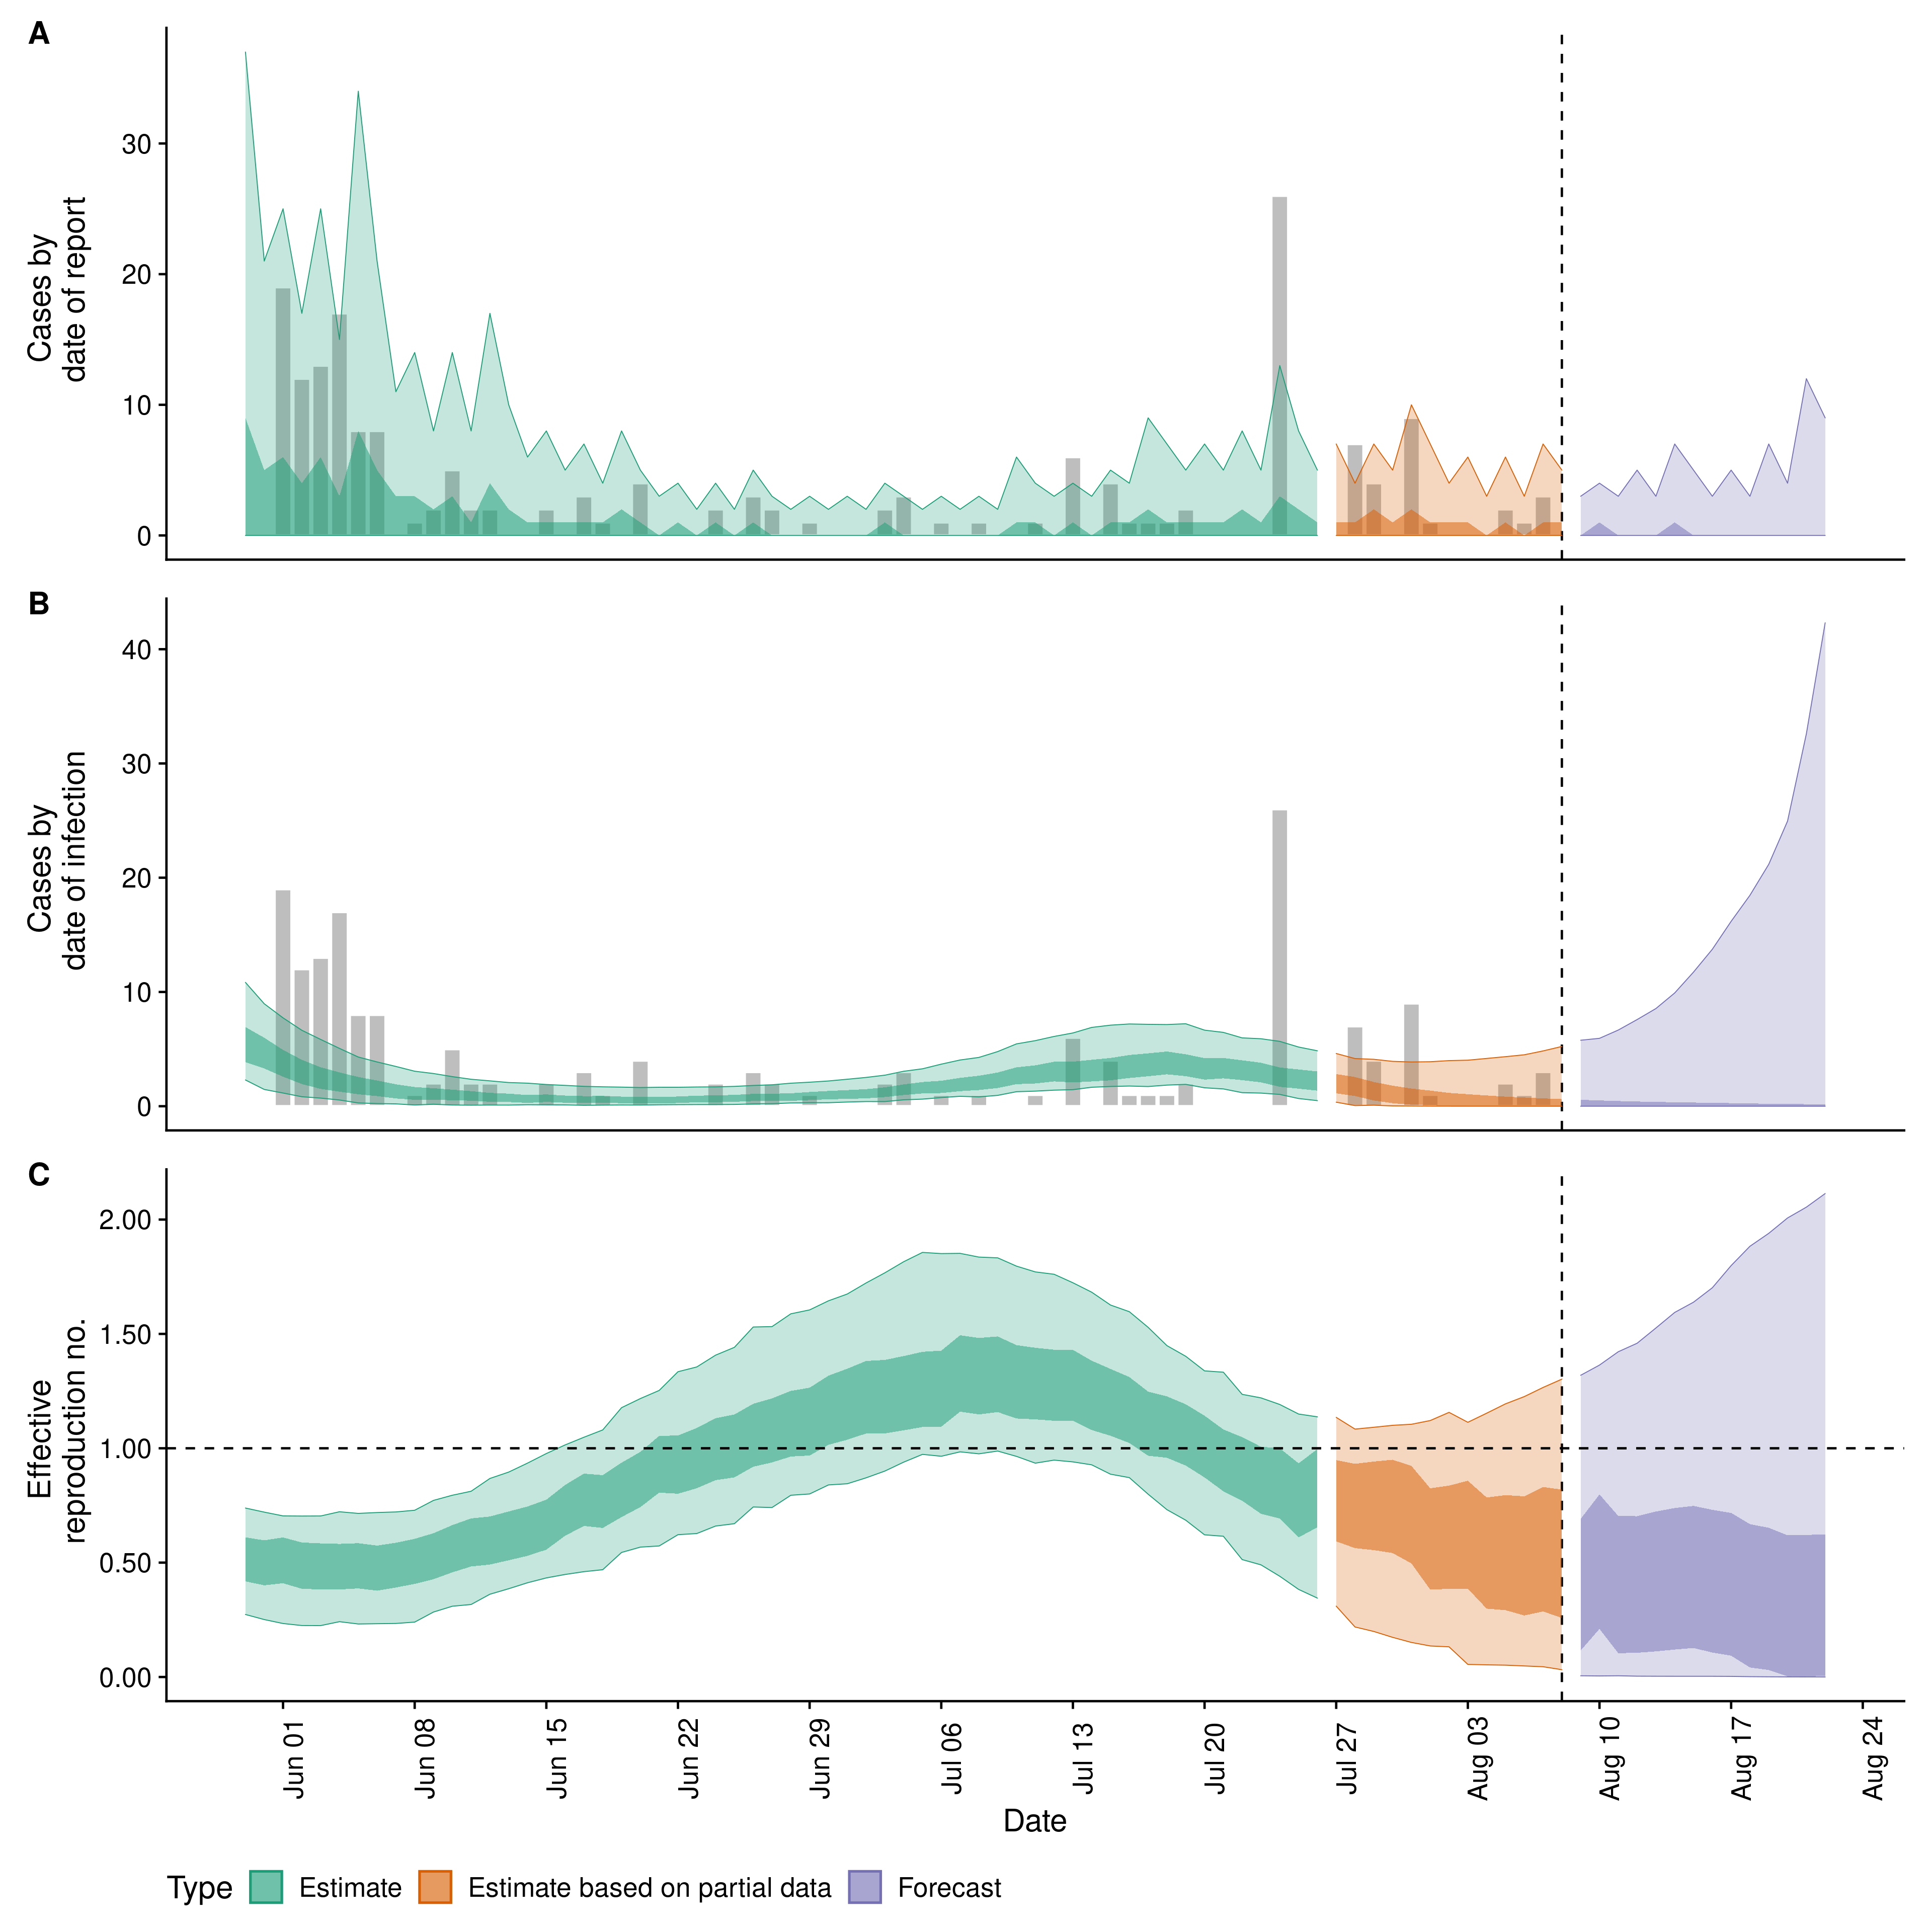 A
Cases by
date of report
30
20
10
0
B
Cases by
date of infection
40
30
20
10
0
C
Effective
reproduction no.
2.00
1.50
1.00
0.50
0.00
Jun 01
Jun 08
Jun 15
Jun 22
Jun 29
Jul 06
Jul 13
Jul 20
Jul 27
Aug 03
Aug 10
Aug 17
Aug 24
Date
Type Estimate Estimate based on partial data Forecast